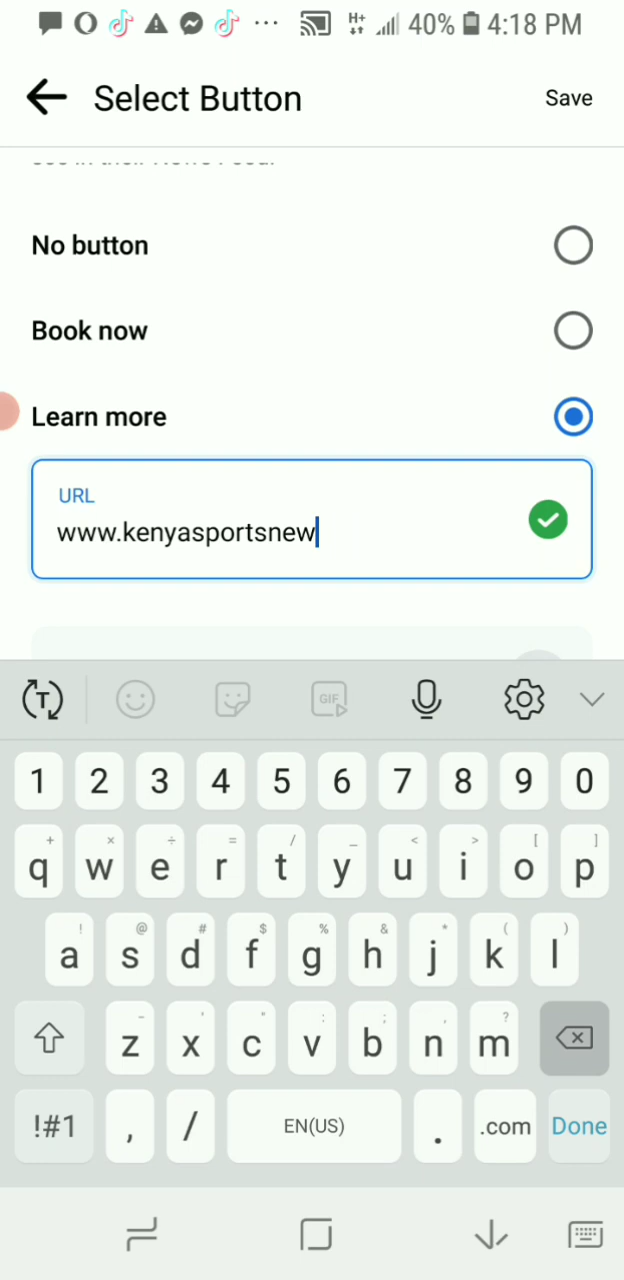 H+ 40% 4:18 PM
Select Button Save
No button
Book now
Learn more
URL
www.kenyasportsnew
T GIF
1 2 3 4 5 6 7 8 9 0
+ × ÷ = / _ < > [ ]
q w e r t y u i o p
! @ # $ % & * ( )
a s d f g h j k l
- ' " : ; , ?
z x c v b n m
!#1 , / EN(US) . .com Done